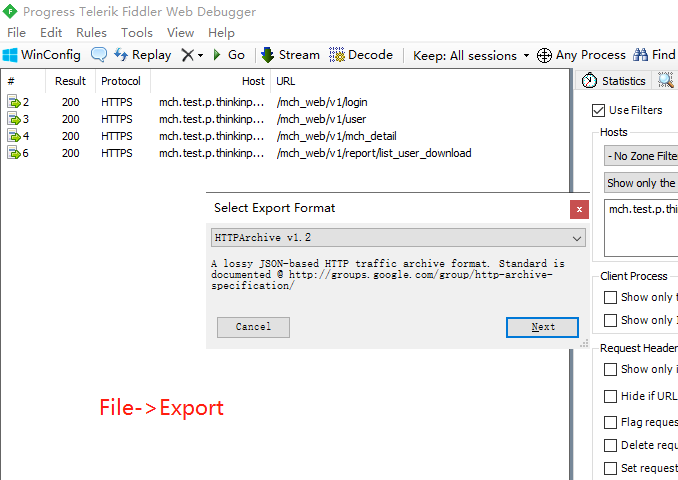 Progress Telerik Fiddler Web Debugger
File Edit Rules Tools View Help
WinConfig Replay Go Stream Decode Keep: All sessions Any Process Find
# Result Protocol Host URL
2 200 HTTPS mch.test.p.thinkinp... /mch_web/v1/login
3 200 HTTPS mch.test.p.thinkinp... /mch_web/v1/user
4 200 HTTPS mch.test.p.thinkinp... /mch_web/v1/mch_detail
6 200 HTTPS mch.test.p.thinkinp... /mch_web/v1/report/list_user_download
Select Export Format
x
HTTPArchive v1.2
A lossy JSON-based HTTP traffic archive format. Standard is
documented @ http://groups.google.com/group/http-archive-
specification/
Cancel Next
File->Export
Statistics
Use Filters
Hosts
- No Zone Filte
Show only the
mch.test.p.thi
Client Process
Show only t
Show only I
Request Header
Show only i
Hide if URL
Flag reque
Delete requ
Set request